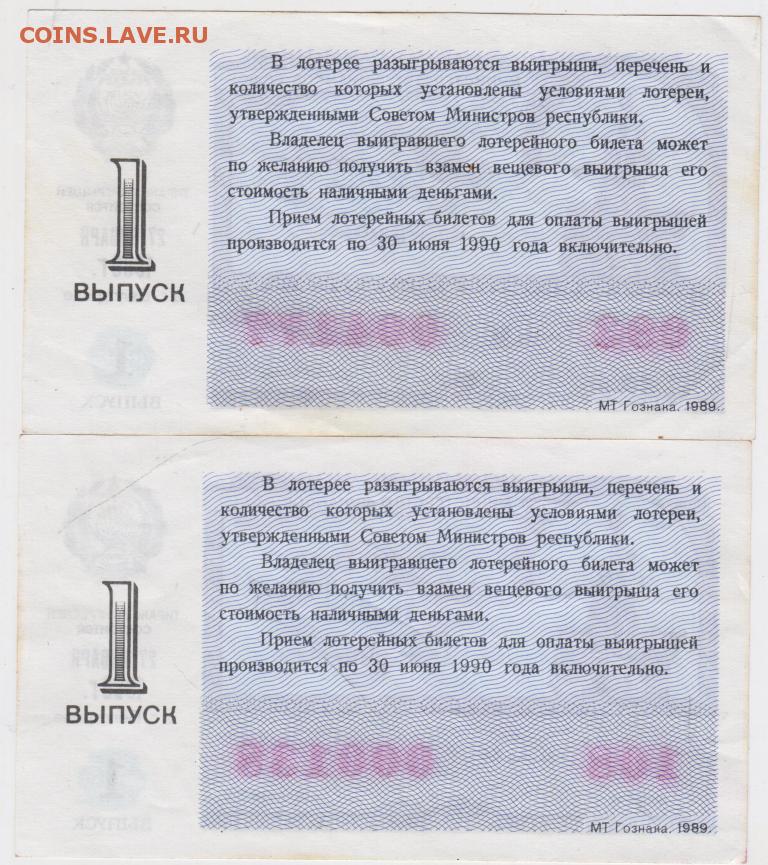 COINS.LAVE.RU
В лотерее разыгрываются выигрыши, перечень и
количество которых установлены условиями лотереи,
утвержденными Советом Министров республики.
Владелец выигравшего лотерейного билета может
по желанию получить взамен вещевого выигрыша его
стоимость наличными деньгами.
Прием лотерейных билетов для оплаты выигрышей
производится по 30 июня 1990 года включительно.
1
ВЫПУСК
МТ Гознака. 1989.
В лотерее разыгрываются выигрыши, перечень и
количество которых установлены условиями лотереи,
утвержденными Советом Министров республики.
Владелец выигравшего лотерейного билета может
по желанию получить взамен вещевого выигрыша его
стоимость наличными деньгами.
Прием лотерейных билетов для оплаты выигрышей
производится по 30 июня 1990 года включительно.
1
ВЫПУСК
МТ Гознака. 1989.